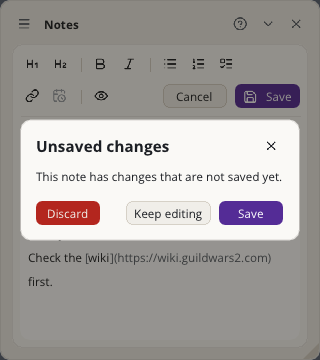 Notes
H1 H2 B I
Cancel Save
Unsaved changes
This note has changes that are not saved yet.
Discard Keep editing Save
Check the [wiki](https://wiki.guildwars2.com)
first.